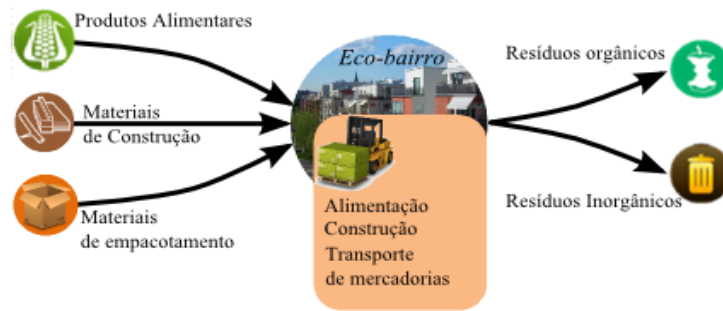 Produtos Alimentares
Materiais
de Construção
Materiais
de empacotamento
Eco-bairro
Alimentação
Construção
Transporte
de mercadorias
Resíduos orgânicos
Resíduos Inorgânicos